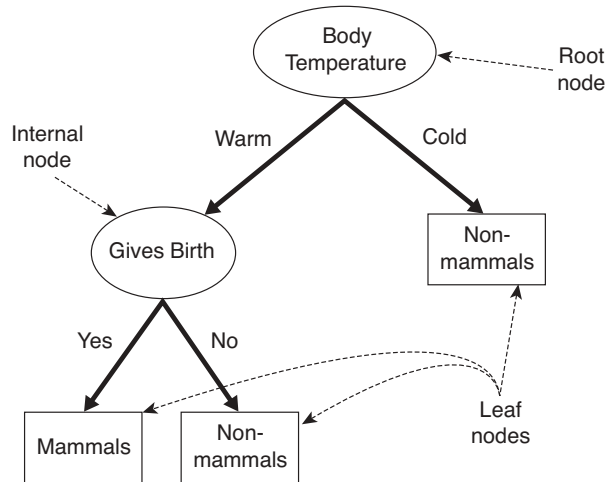 Body
Temperature
Root
node
Internal
node
Warm
Cold
Gives Birth
Non-
mammals
Yes
No
Mammals
Non-
mammals
Leaf
nodes